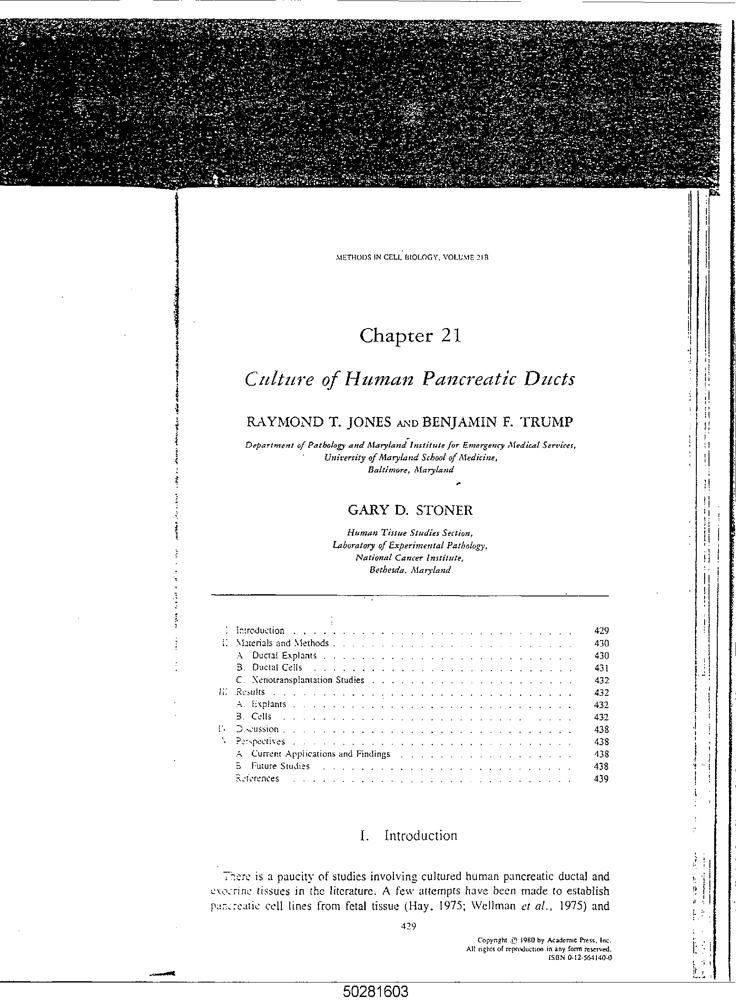 METHODS IN CELL BIOLOGY, VOLUME 21B
Chapter 21
Culture of Human Pancreatic Ducts
RAYMOND T. JONES AND BENJAMIN F. TRUMP
Department of Pathology and Maryland Institute for Emergency Medical Services,
University of Maryland School of Medicine,
Baltimore, Maryland
GARY D. STONER
Human Tissue Studies Section,
Laboratory of Experimental Pathology,
National Cancer Institute,
Bethesda, Maryland
I. Introduction . . . . . . . . . . . . . . . . . . . . . . . . . . . . 429
II. Materials and Methods . . . . . . . . . . . . . . . . . . . . . . . . 430
A. Ductal Explants . . . . . . . . . . . . . . . . . . . . . . . . . 430
B. Ductal Cells . . . . . . . . . . . . . . . . . . . . . . . . . . 431
C. Xenotransplantation Studies . . . . . . . . . . . . . . . . . . . . 432
III. Results . . . . . . . . . . . . . . . . . . . . . . . . . . . . . . 432
A. Explants . . . . . . . . . . . . . . . . . . . . . . . . . . . . 432
B. Cells . . . . . . . . . . . . . . . . . . . . . . . . . . . . . 432
IV. Discussion . . . . . . . . . . . . . . . . . . . . . . . . . . . . . 438
V. Perspectives . . . . . . . . . . . . . . . . . . . . . . . . . . . . 438
A. Current Applications and Findings . . . . . . . . . . . . . . . . . 438
B. Future Studies . . . . . . . . . . . . . . . . . . . . . . . . . 438
References . . . . . . . . . . . . . . . . . . . . . . . . . . . . 439
I. Introduction
There is a paucity of studies involving cultured human pancreatic ductal and
exocrine tissues in the literature. A few attempts have been made to establish
pancreatic cell lines from fetal tissue (Hay, 1975; Wellman et al., 1975) and
429
Copyright © 1980 by Academic Press, Inc.
All rights of reproduction in any form reserved.
ISBN 0-12-564140-0
50281603